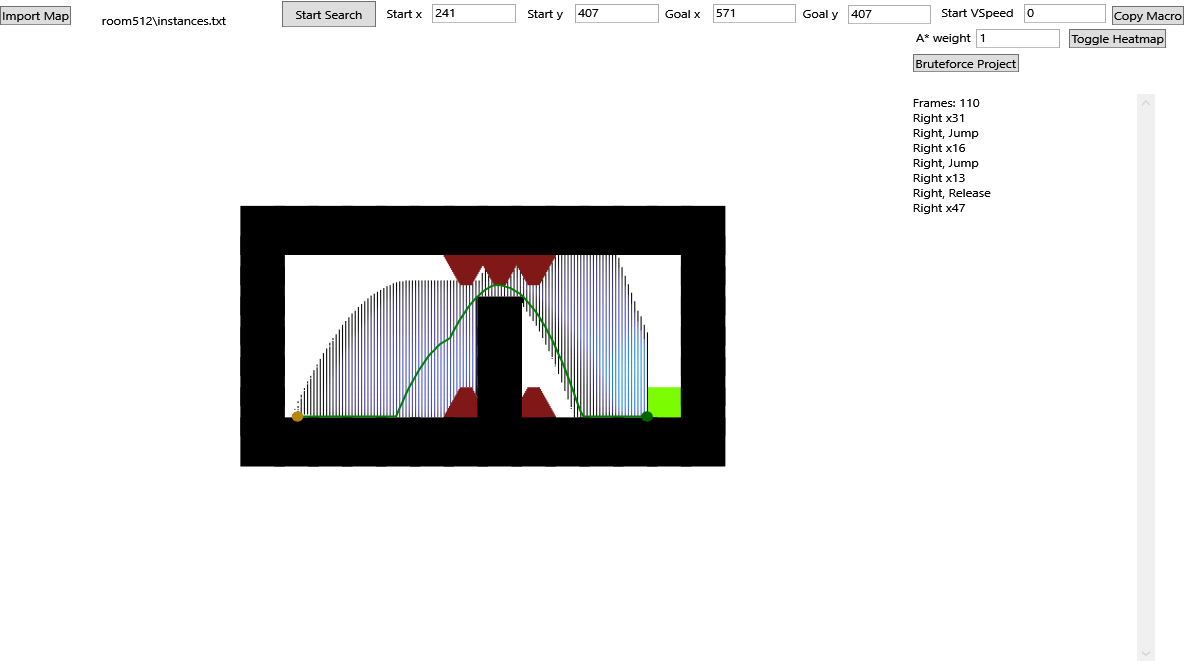 Import Map
room512\instances.txt
Start Search
Start x 241
Start y 407
Goal x 571
Goal y 407
Start VSpeed 0
Copy Macro
A* weight 1
Toggle Heatmap
Bruteforce Project
Frames: 110
Right x31
Right, Jump
Right x16
Right, Jump
Right x13
Right, Release
Right x47